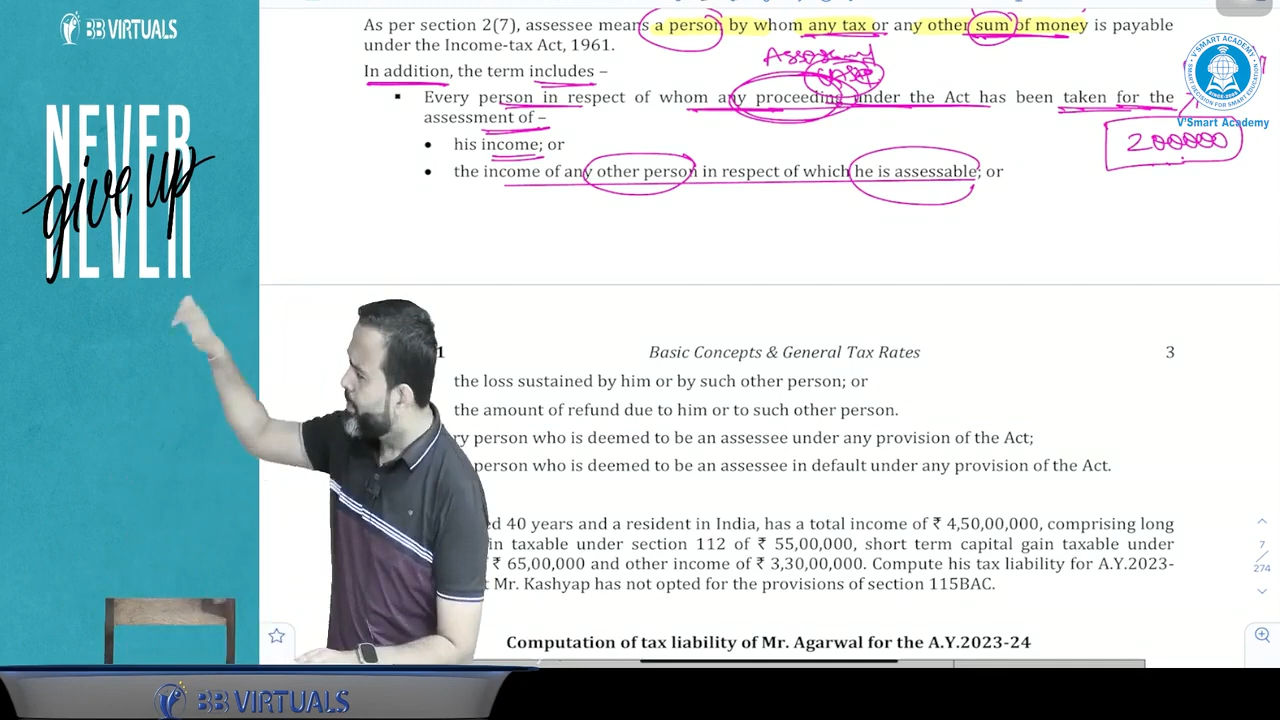 BB VIRTUALS
NEVER
give up
NEVER
As per section 2(7), assessee means a person by whom any tax or any other sum of money is payable
under the Income-tax Act, 1961.
Assessment
In addition, the term includes –
Every person in respect of whom any proceeding under the Act has been taken for the
assessment of –
his income; or
the income of any other person in respect of which he is assessable; or
V'SMART ACADEMY
V'Smart Academy
200000
1 Basic Concepts & General Tax Rates 3
the loss sustained by him or by such other person; or
the amount of refund due to him or to such other person.
ry person who is deemed to be an assessee under any provision of the Act;
person who is deemed to be an assessee in default under any provision of the Act.
ed 40 years and a resident in India, has a total income of ₹ 4,50,00,000, comprising long
in taxable under section 112 of ₹ 55,00,000, short term capital gain taxable under
₹ 65,00,000 and other income of ₹ 3,30,00,000. Compute his tax liability for A.Y.2023-
t Mr. Kashyap has not opted for the provisions of section 115BAC.
7
274
Computation of tax liability of Mr. Agarwal for the A.Y.2023-24
BB VIRTUALS